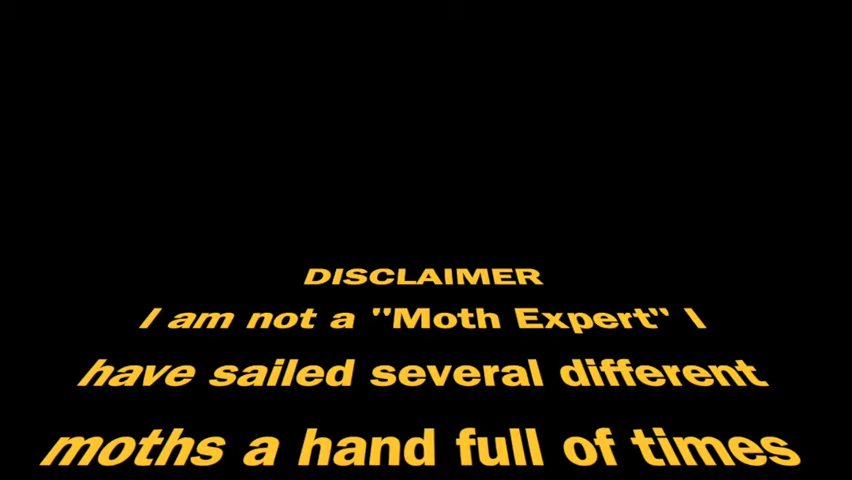 DISCLAIMER
I am not a "Moth Expert" I
have sailed several different
moths a hand full of times